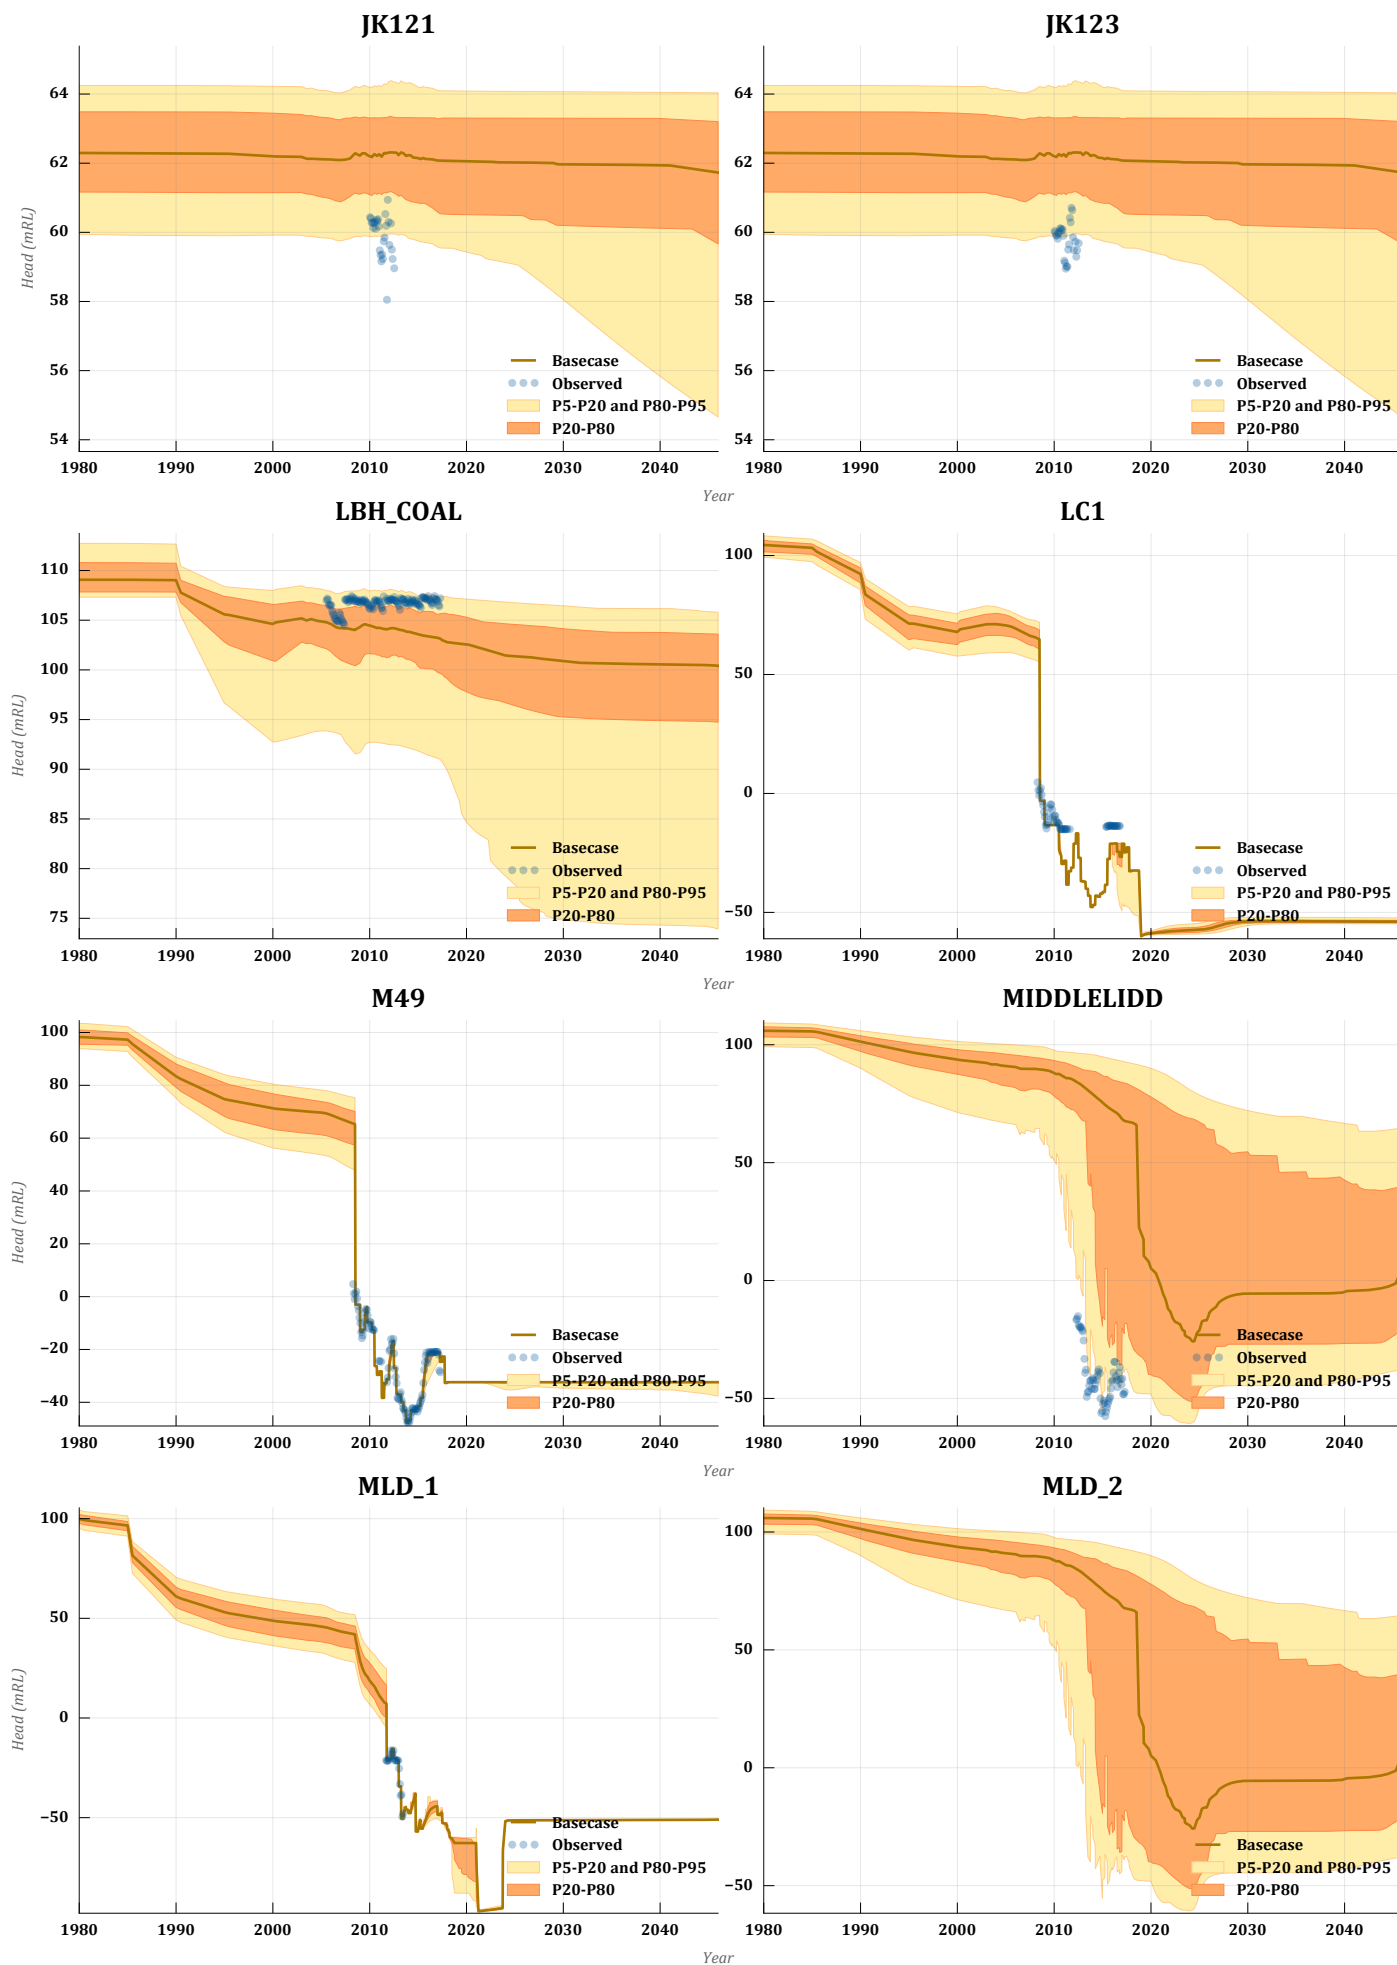 JK121
JK123
64
62
60
58
56
54
Head (mRL)
Basecase
Observed
P5-P20 and P80-P95
P20-P80
1980 1990 2000 2010 2020 2030 2040
64
62
60
58
56
54
Basecase
Observed
P5-P20 and P80-P95
P20-P80
1980 1990 2000 2010 2020 2030 2040
Year
LBH_COAL
LC1
110
105
100
95
90
85
80
75
Head (mRL)
Basecase
Observed
P5-P20 and P80-P95
P20-P80
1980 1990 2000 2010 2020 2030 2040
100
50
0
−50
Basecase
Observed
P5-P20 and P80-P95
P20-P80
1980 1990 2000 2010 2020 2030 2040
Year
M49
MIDDLELIDD
100
80
60
40
20
0
−20
−40
Head (mRL)
Basecase
Observed
P5-P20 and P80-P95
P20-P80
1980 1990 2000 2010 2020 2030 2040
100
50
0
−50
Basecase
Observed
P5-P20 and P80-P95
P20-P80
1980 1990 2000 2010 2020 2030 2040
Year
MLD_1
MLD_2
100
50
0
−50
Head (mRL)
Basecase
Observed
P5-P20 and P80-P95
P20-P80
1980 1990 2000 2010 2020 2030 2040
100
50
0
−50
Basecase
P5-P20 and P80-P95
P20-P80
1980 1990 2000 2010 2020 2030 2040
Year